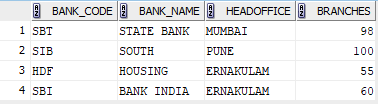 BANK_CODE BANK_NAME HEADOFFICE BRANCHES
1 SBT STATE BANK MUMBAI 98
2 SIB SOUTH PUNE 100
3 HDF HOUSING ERNAKULAM 55
4 SBI BANK INDIA ERNAKULAM 60